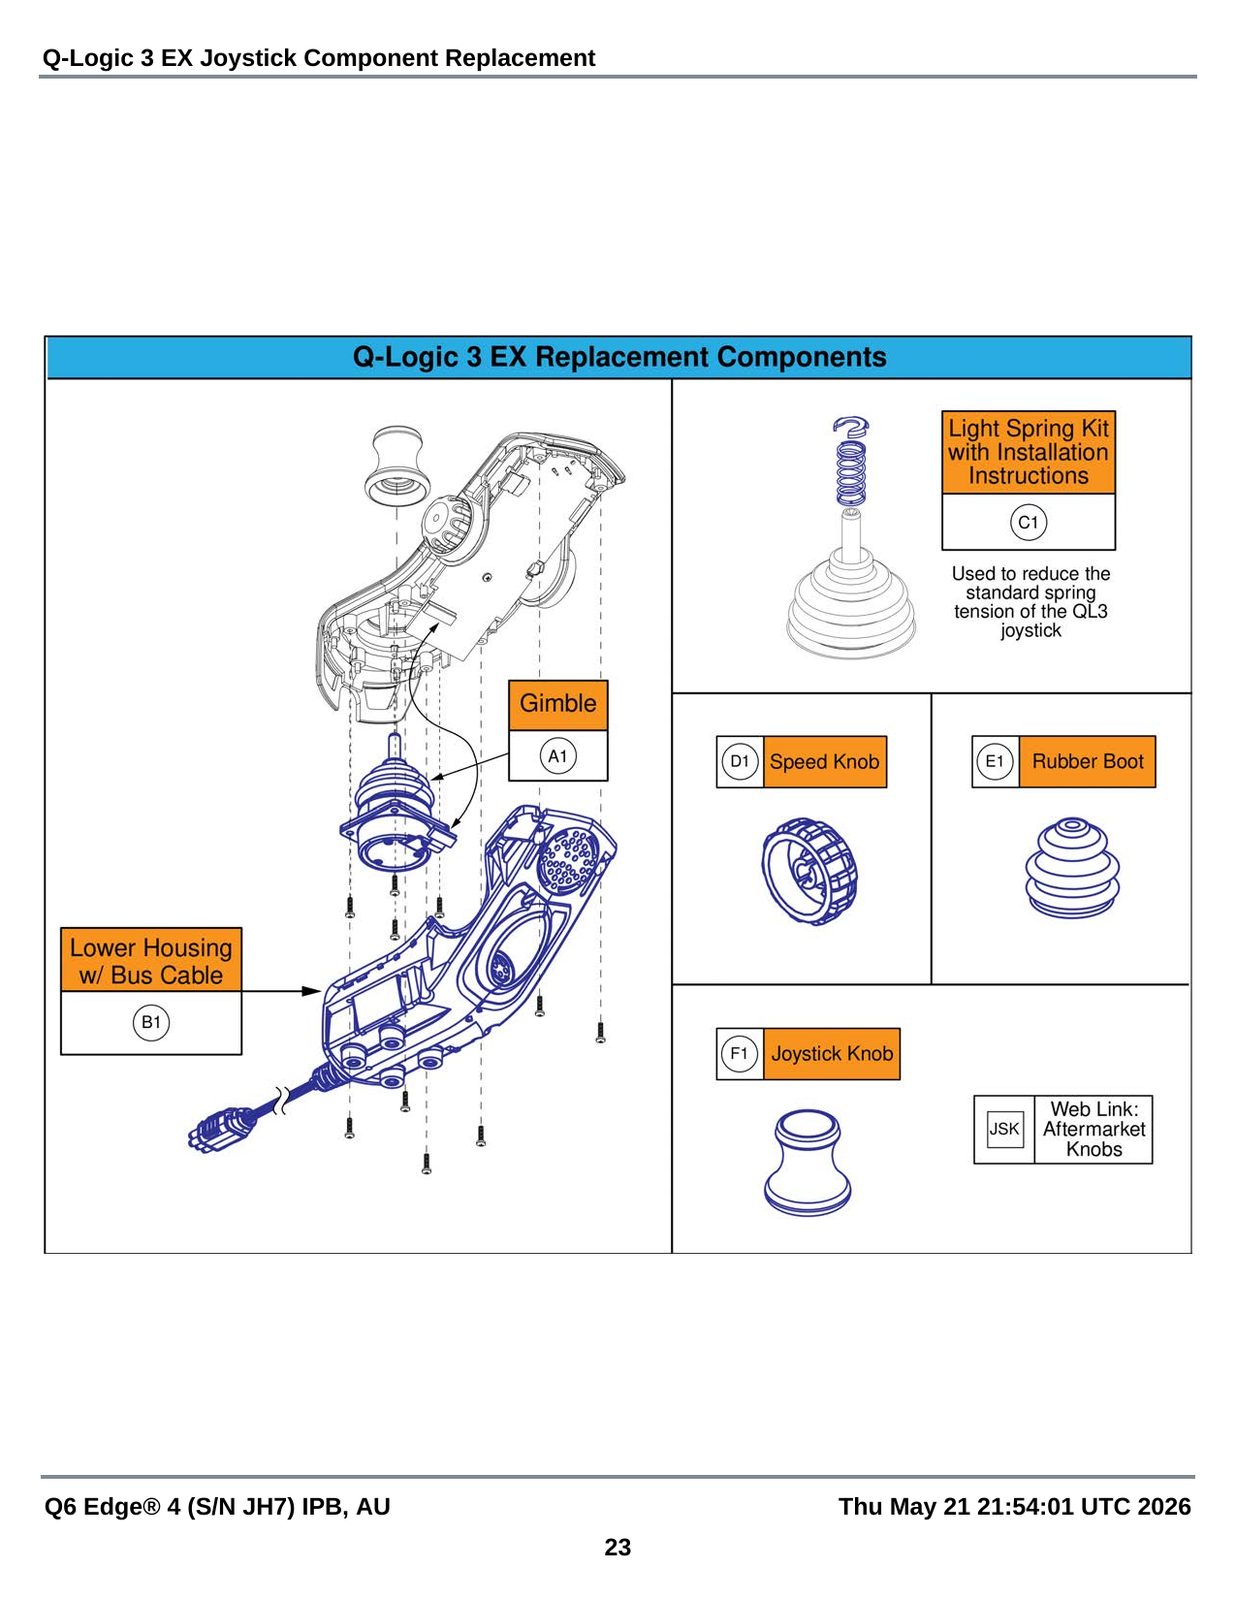 Q-Logic 3 EX Joystick Component Replacement
Q-Logic 3 EX Replacement Components
Light Spring Kit
with Installation
Instructions
C1
Used to reduce the
standard spring
tension of the QL3
joystick
Gimble
A1
D1 Speed Knob
E1 Rubber Boot
Lower Housing
w/ Bus Cable
B1
F1 Joystick Knob
JSK
Web Link:
Aftermarket
Knobs
Q6 Edge® 4 (S/N JH7) IPB, AU
Thu May 21 21:54:01 UTC 2026
23